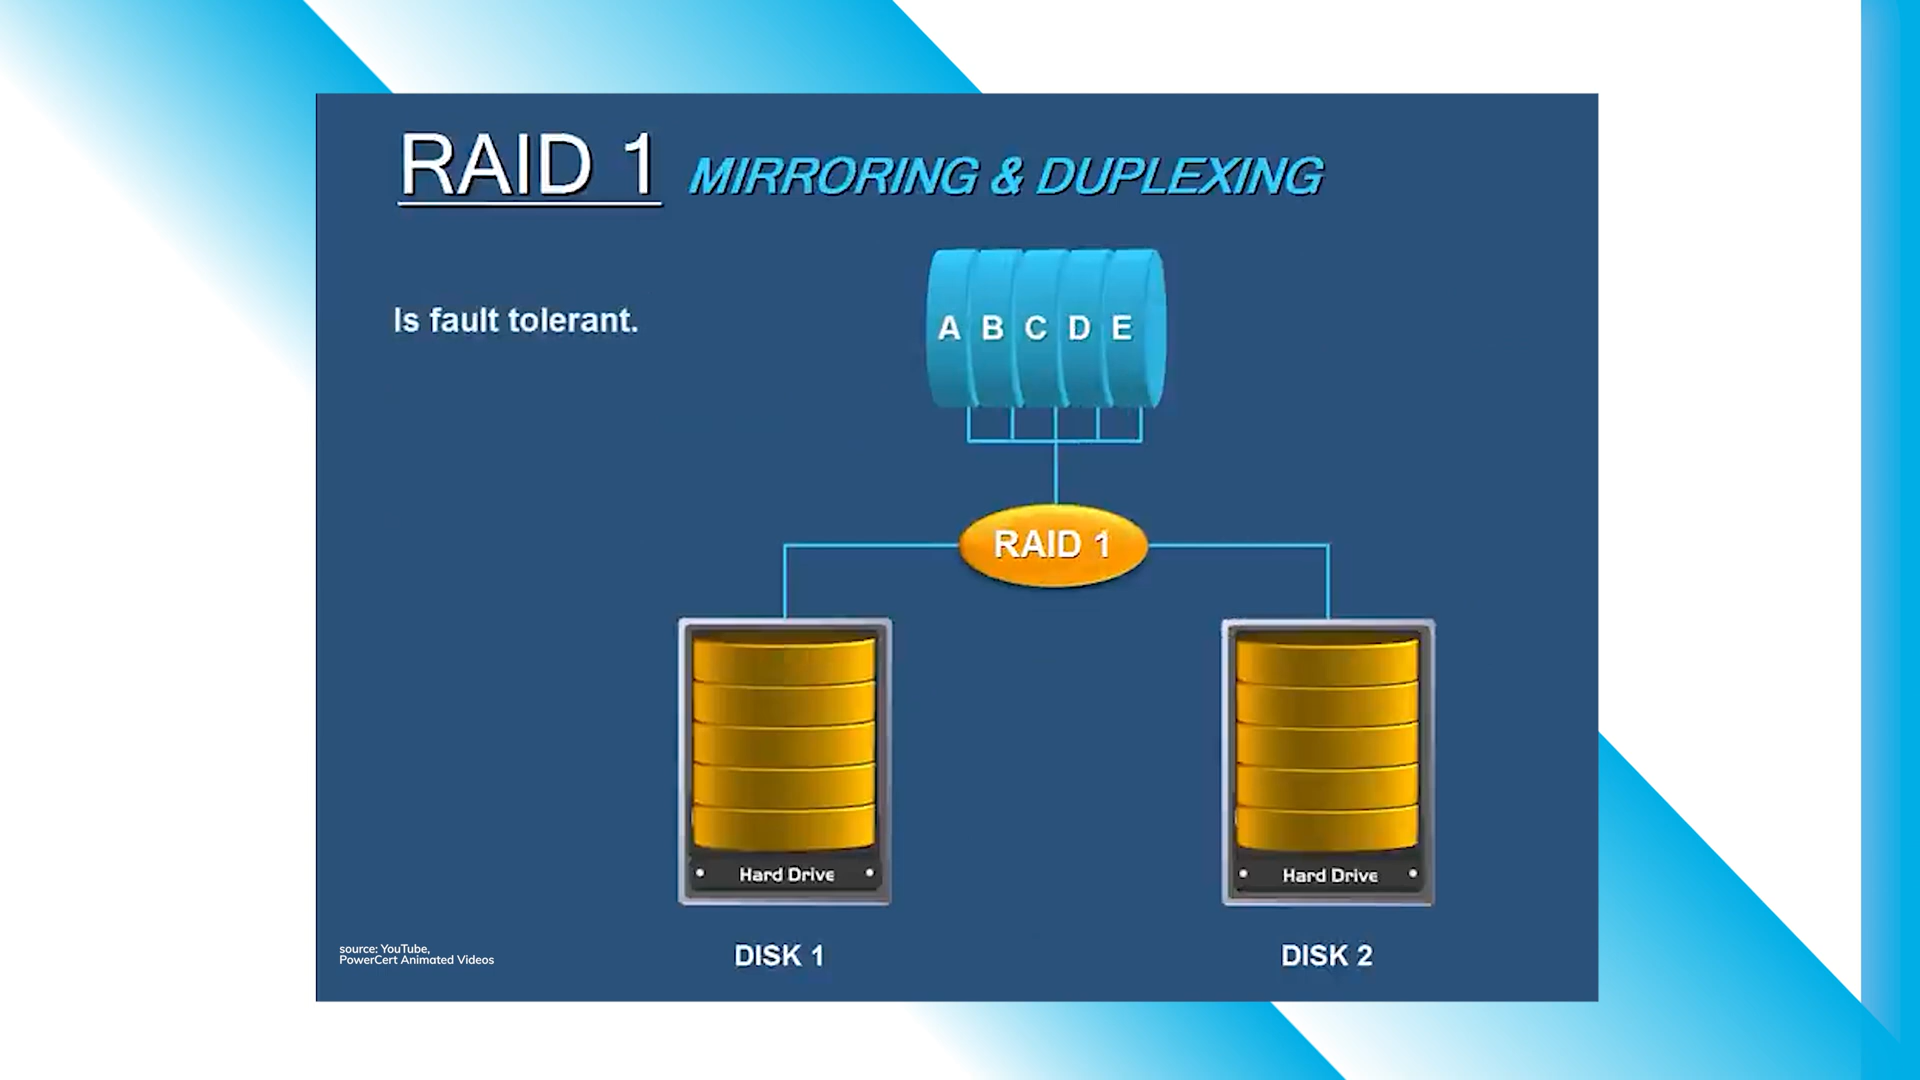 RAID 1 MIRRORING & DUPLEXING
Is fault tolerant.
A B C D E
RAID 1
Hard Drive
Hard Drive
DISK 1
DISK 2
source: YouTube,
PowerCert Animated Videos